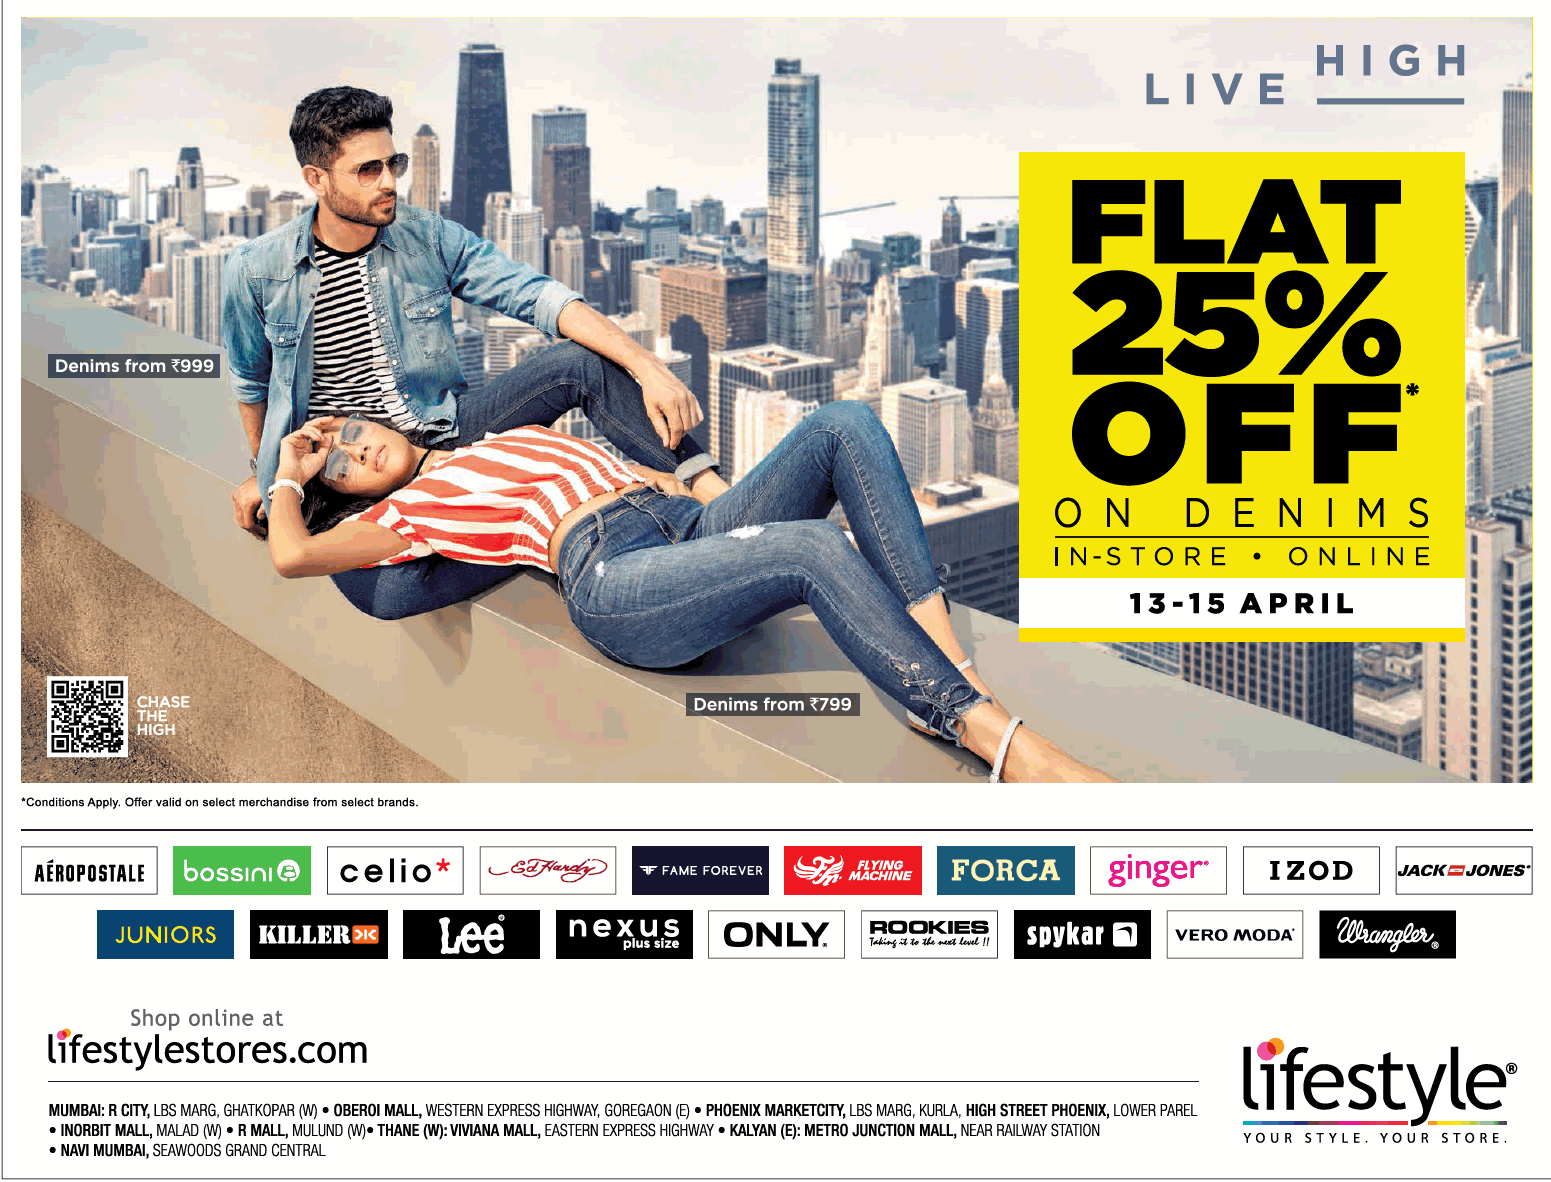 LIVE HIGH
FLAT
25%
OFF*
ON DENIMS
IN-STORE • ONLINE
13-15 APRIL
Denims from ₹999
Denims from ₹799
CHASE
THE
HIGH
*Conditions Apply. Offer valid on select merchandise from select brands.
AÉROPOSTALE bossini celio* Ed Hardy FAME FOREVER FLYING MACHINE FORCA ginger IZOD JACK JONES
JUNIORS KILLER Lee® nexus plus size ONLY® ROOKIES Taking it to the next level !! spykar VERO MODA Wrangler®
Shop online at
lifestylestores.com
MUMBAI: R CITY, LBS MARG, GHATKOPAR (W) • OBEROI MALL, WESTERN EXPRESS HIGHWAY, GOREGAON (E) • PHOENIX MARKETCITY, LBS MARG, KURLA, HIGH STREET PHOENIX, LOWER PAREL
• INORBIT MALL, MALAD (W) • R MALL, MULUND (W)• THANE (W): VIVIANA MALL, EASTERN EXPRESS HIGHWAY • KALYAN (E): METRO JUNCTION MALL, NEAR RAILWAY STATION
• NAVI MUMBAI, SEAWOODS GRAND CENTRAL
lifestyle®
YOUR STYLE. YOUR STORE.